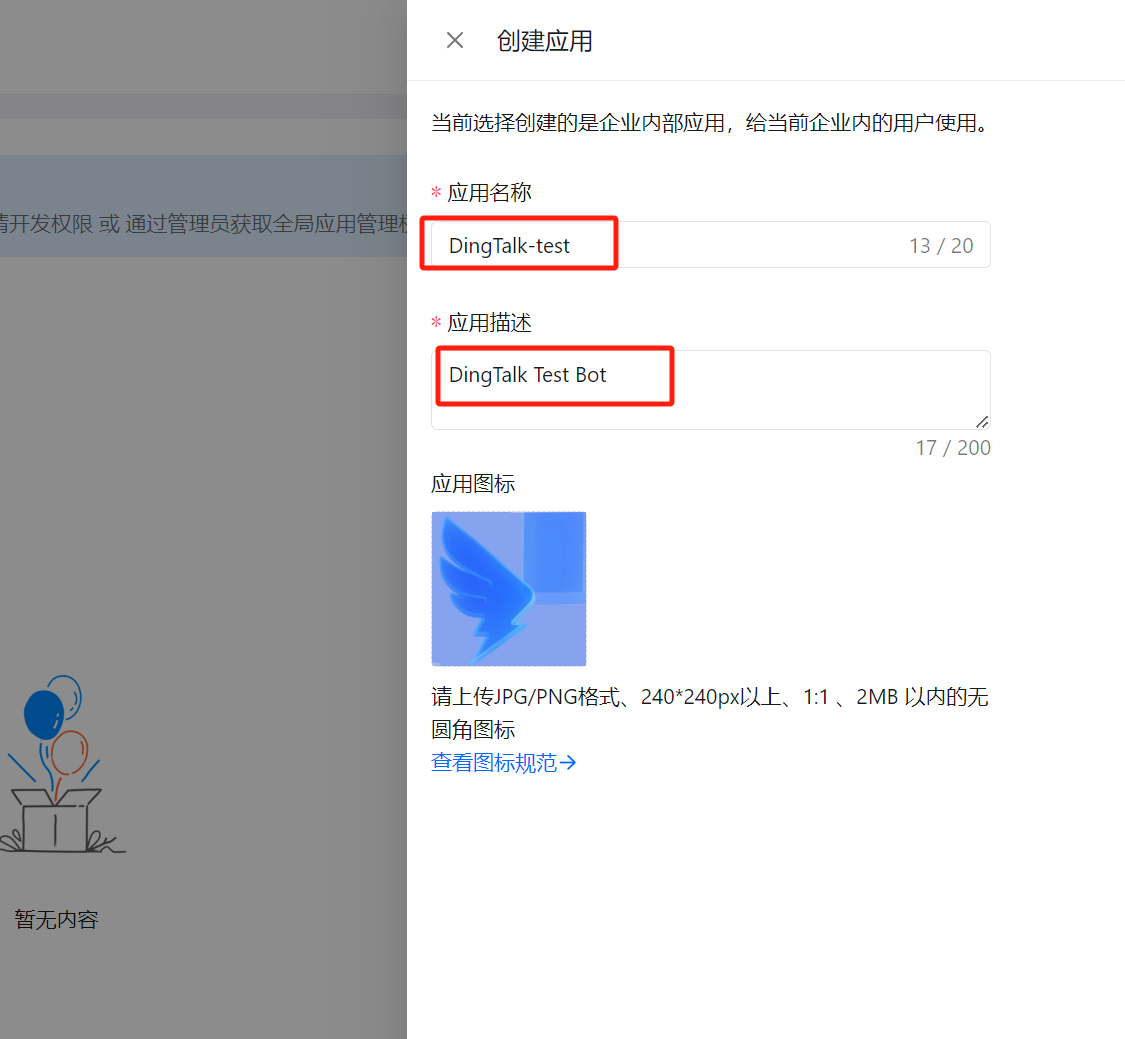 创建应用
当前选择创建的是企业内部应用，给当前企业内的用户使用。
* 应用名称
请开发权限 或 通过管理员获取全局应用管理权
DingTalk-test
13 / 20
* 应用描述
DingTalk Test Bot
17 / 200
应用图标
请上传JPG/PNG格式、240*240px以上、1:1 、2MB 以内的无
圆角图标
查看图标规范→
暂无内容